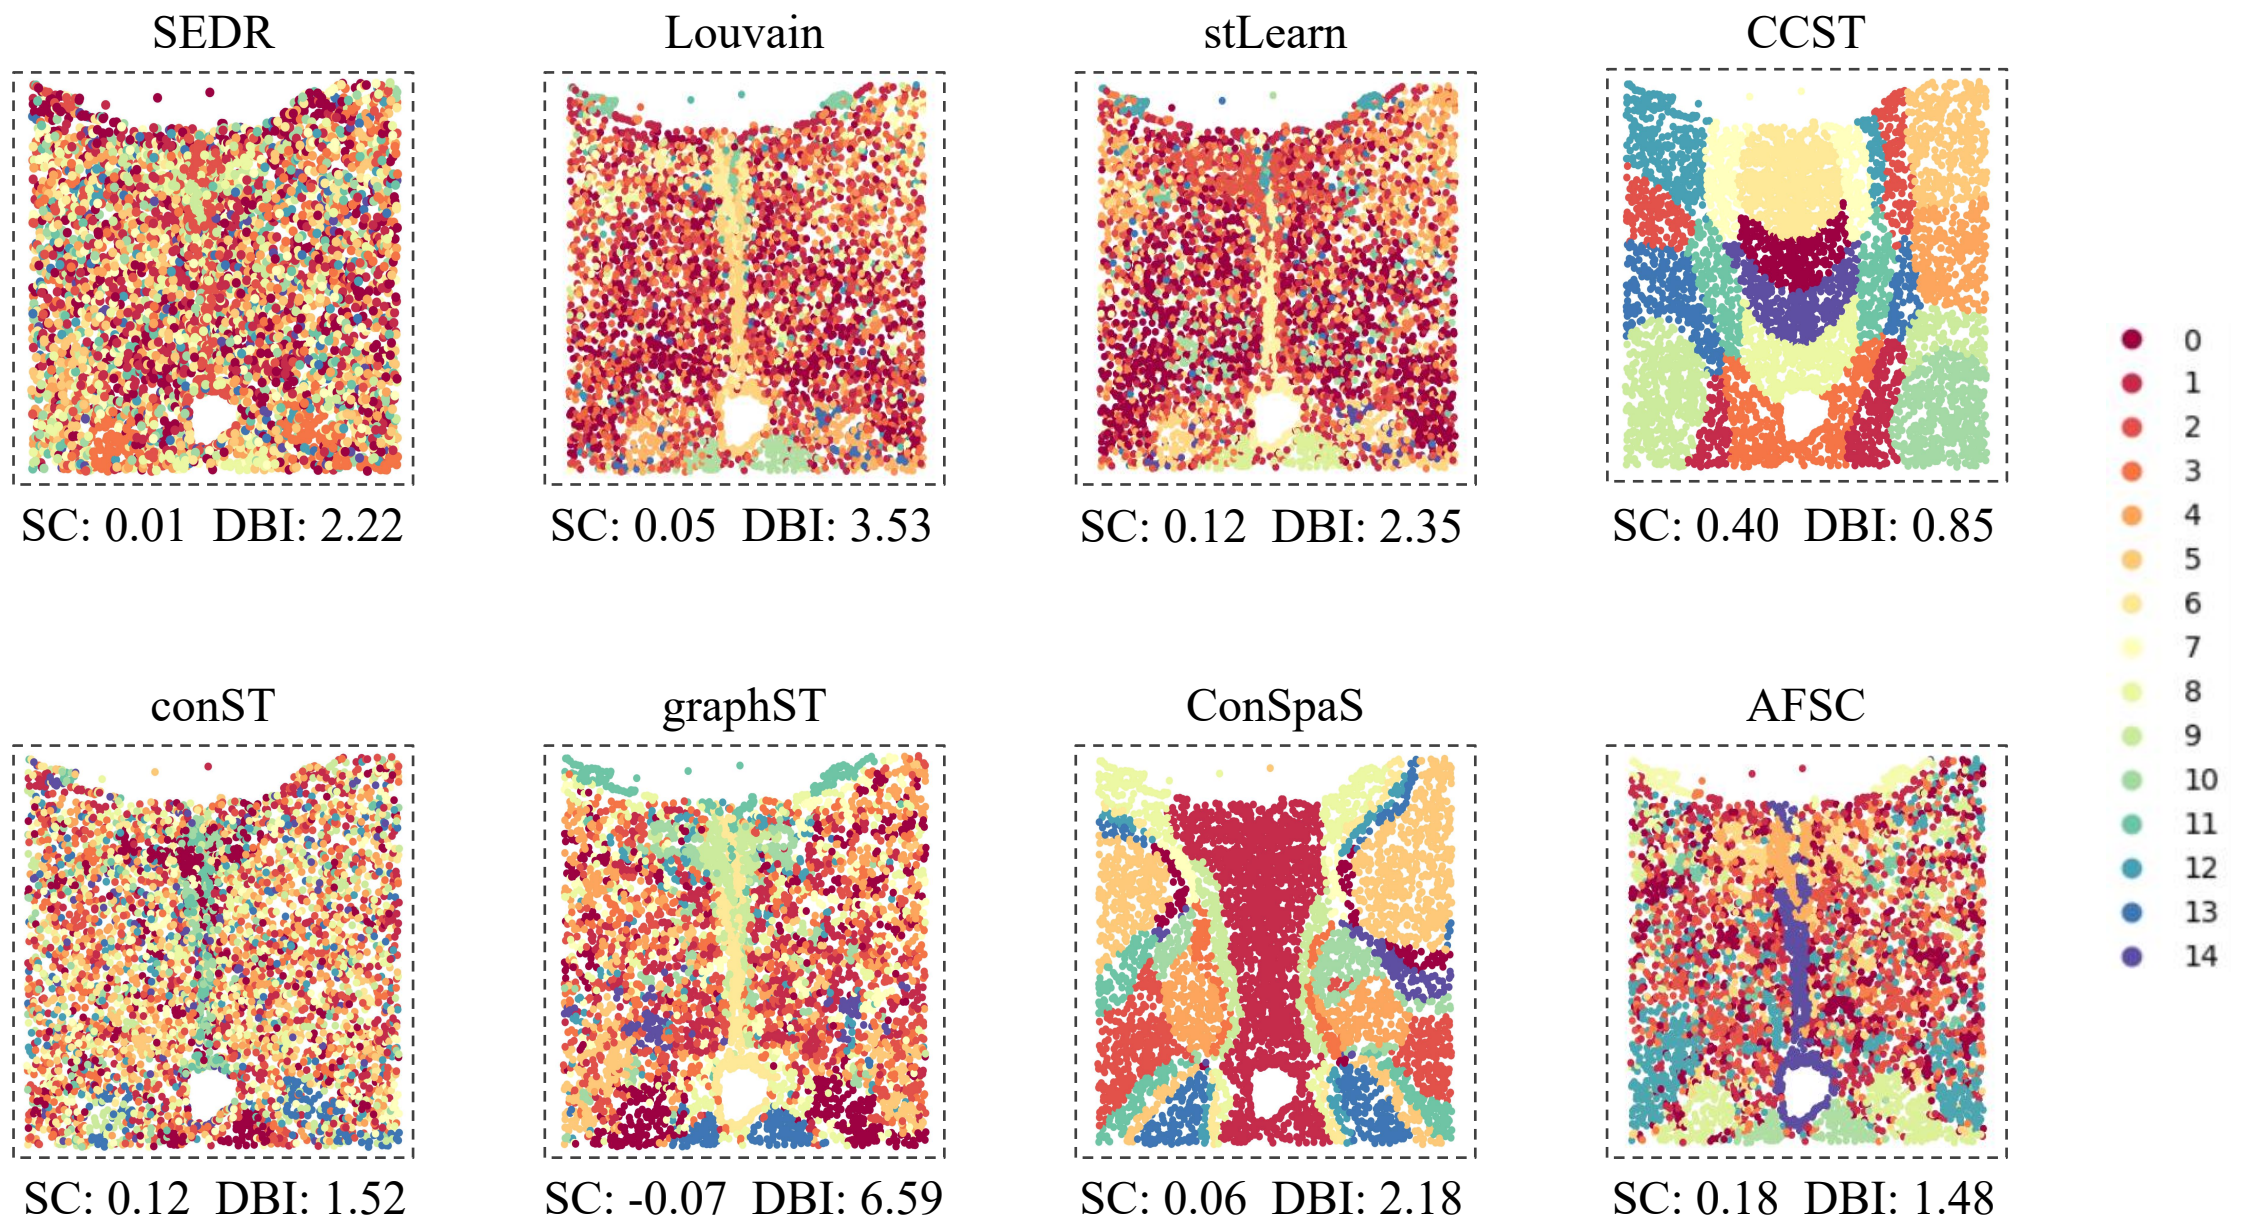 SEDR
Louvain
stLearn
CCST
SC: 0.01 DBI: 2.22
SC: 0.05 DBI: 3.53
SC: 0.12 DBI: 2.35
SC: 0.40 DBI: 0.85
conST
graphST
ConSpaS
AFSC
SC: 0.12 DBI: 1.52
SC: -0.07 DBI: 6.59
SC: 0.06 DBI: 2.18
SC: 0.18 DBI: 1.48
0
1
2
3
4
5
6
7
8
9
10
11
12
13
14